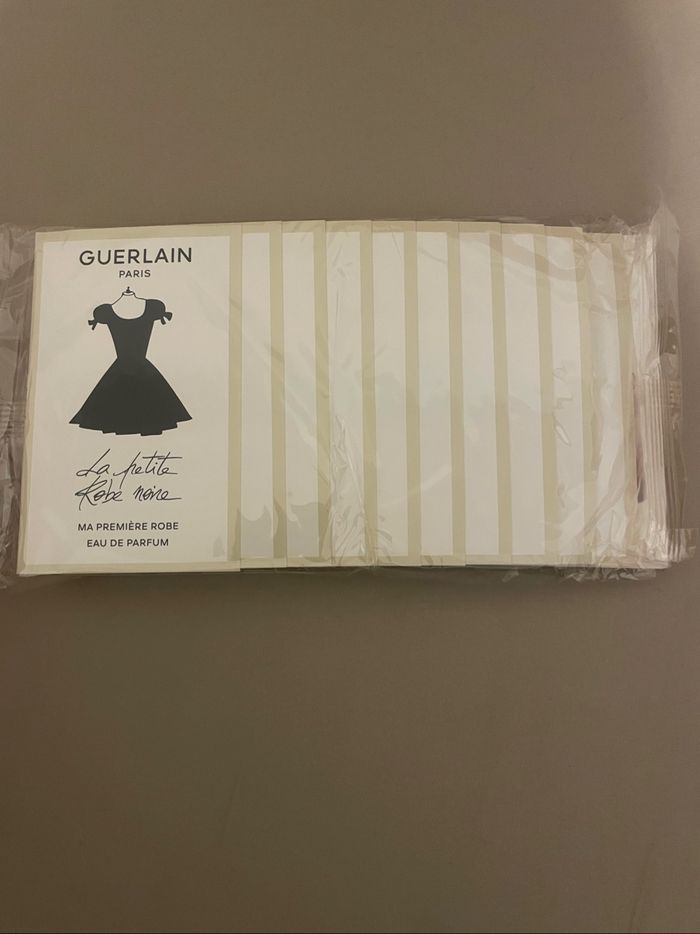 GUERLAIN
PARIS
La petite
Robe noire
MA PREMIÈRE ROBE
EAU DE PARFUM